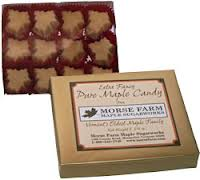 Extra Fancy
Pure Maple Candy
from
MORSE FARM
MAPLE SUGARWORKS
Vermont's Oldest Maple Family
Morse Farm Maple Sugarworks